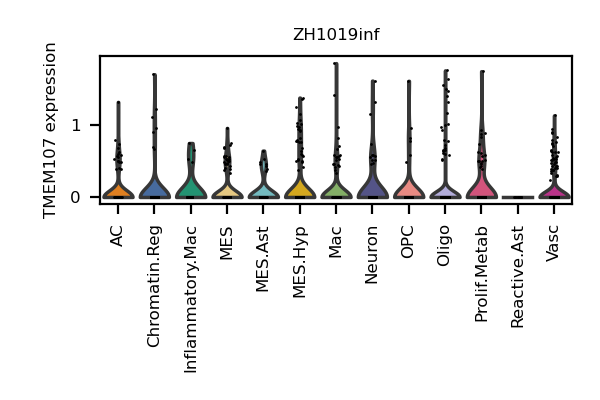 ZH1019inf
TMEM107 expression
1
0
AC
Chromatin.Reg
Inflammatory.Mac
MES
MES.Ast
MES.Hyp
Mac
Neuron
OPC
Oligo
Prolif.Metab
Reactive.Ast
Vasc